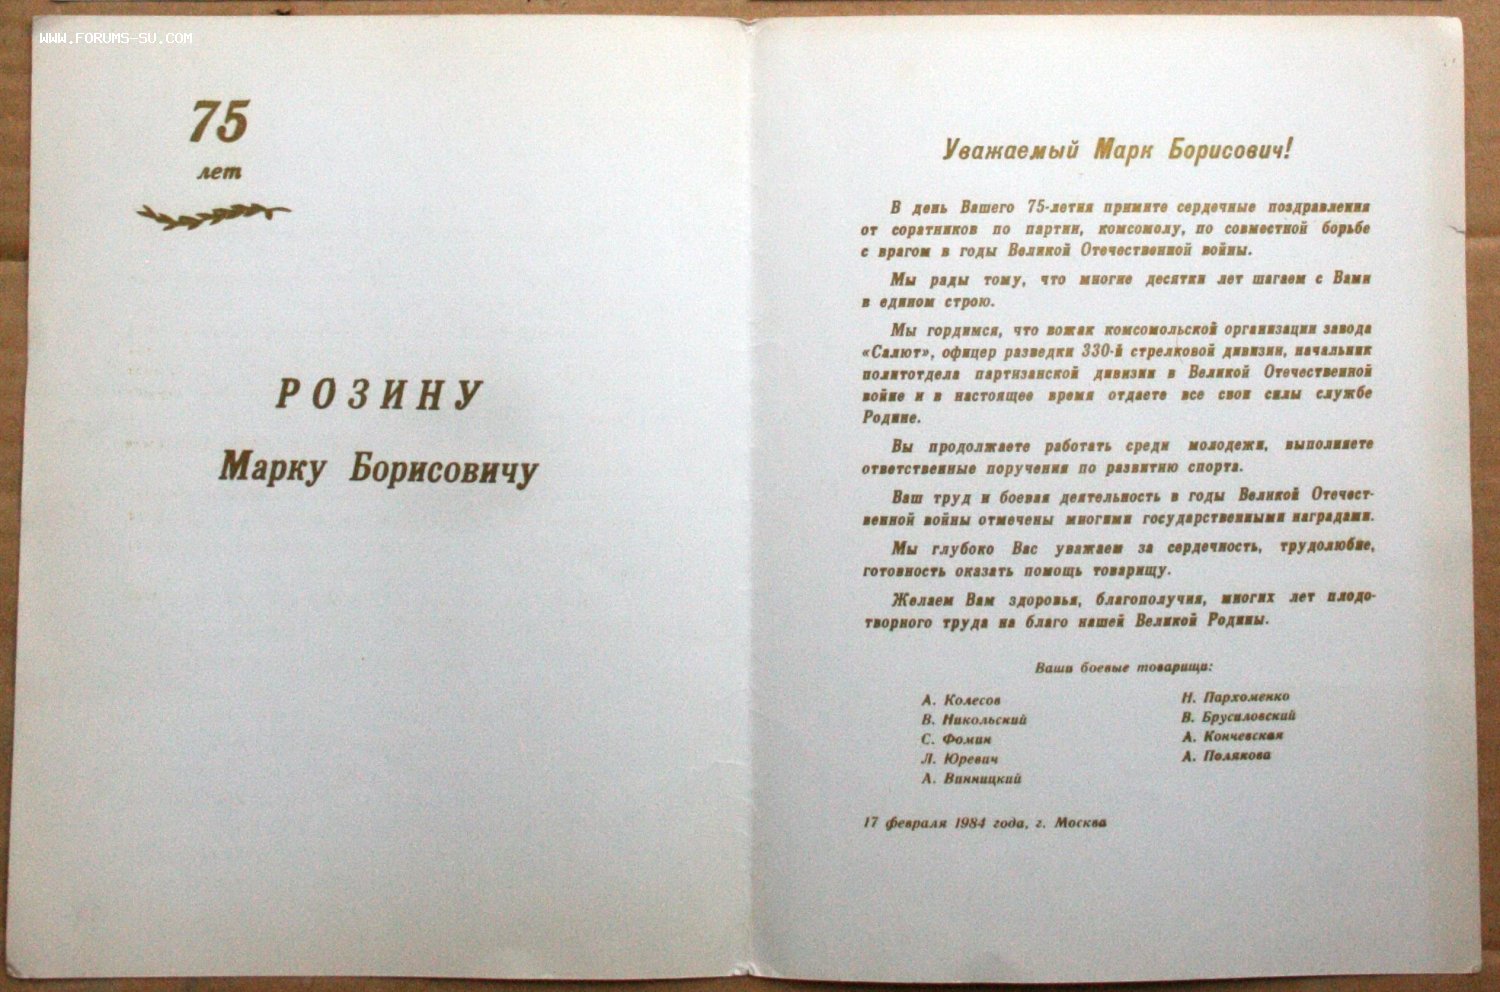 WWW.FORUMS-SU.COM
75
лет
РОЗИНУ
Марку Борисовичу
Уважаемый Марк Борисович!
В день Вашего 75-летия примите сердечные поздравления
от соратников по партии, комсомолу, по совместной борьбе
с врагом в годы Великой Отечественной войны.
Мы рады тому, что многие десятки лет шагаем с Вами
в едином строю.
Мы гордимся, что вожак комсомольской организации завода
«Салют», офицер разведки 330-й стрелковой дивизии, начальник
политотдела партизанской дивизии в Великой Отечественной
войне и в настоящее время отдаете все свои силы службе
Родине.
Вы продолжаете работать среди молодежи, выполняете
ответственные поручения по развитию спорта.
Ваш труд и боевая деятельность в годы Великой Отечест-
венной войны отмечены многими государственными наградами.
Мы глубоко Вас уважаем за сердечность, трудолюбие,
готовность оказать помощь товарищу.
Желаем Вам здоровья, благополучия, многих лет плодо-
творного труда на благо нашей Великой Родины.
Ваши боевые товарищи:
А. Колесов
В. Никольский
С. Фомин
Л. Юревич
А. Винницкий
Н. Пархоменко
В. Брусиловский
А. Кончевская
А. Полякова
17 февраля 1984 года, г. Москва